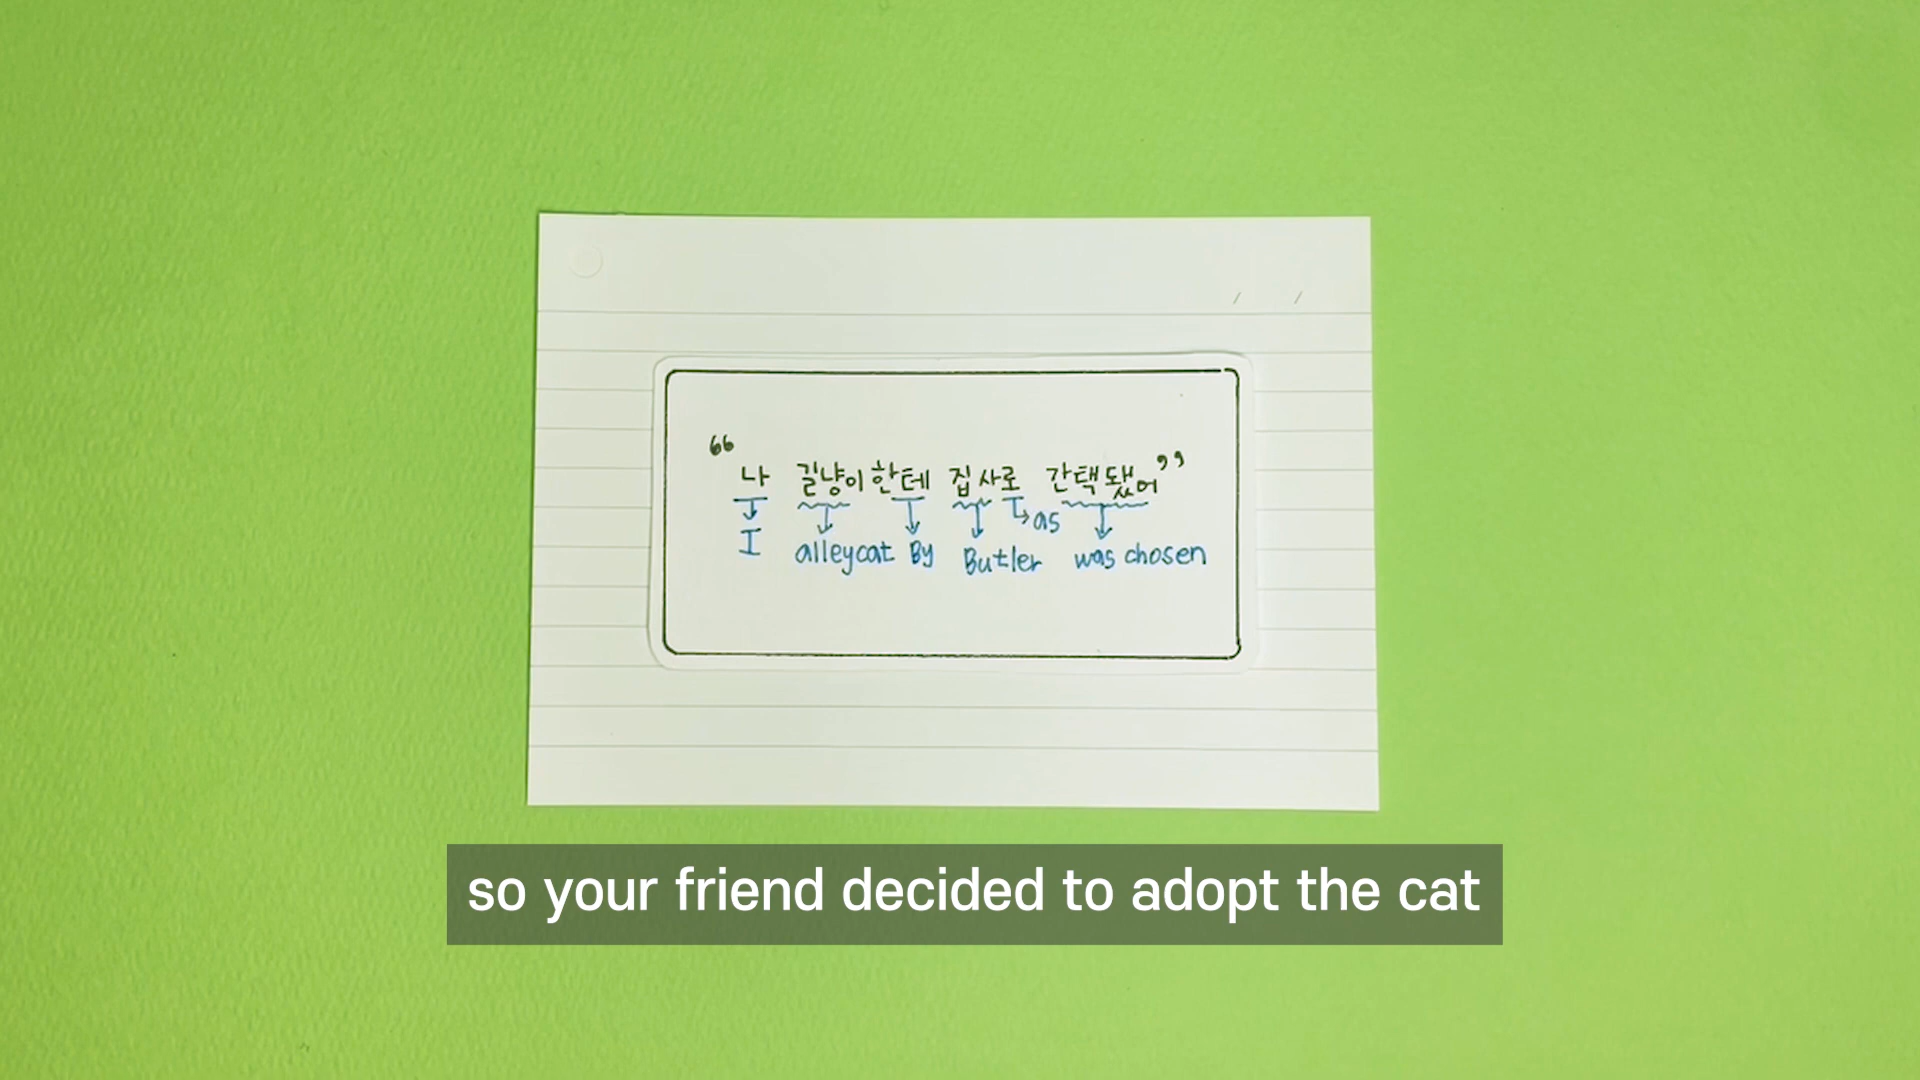 “나 길냥이한테 집사로 간택됐어”
as
I alleycat By Butler was chosen
so your friend decided to adopt the cat